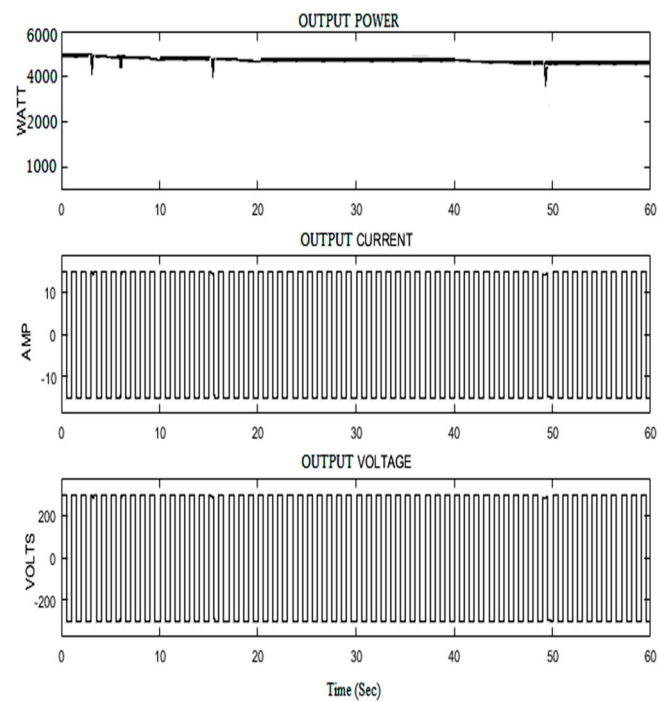 OUTPUT POWER
6000
4000
2000
1000
WATT
0 10 20 30 40 50 60
OUTPUT CURRENT
10
0
-10
AMP
0 10 20 30 40 50 60
OUTPUT VOLTAGE
200
0
-200
VOLTS
0 10 20 30 40 50 60
Time (Sec)